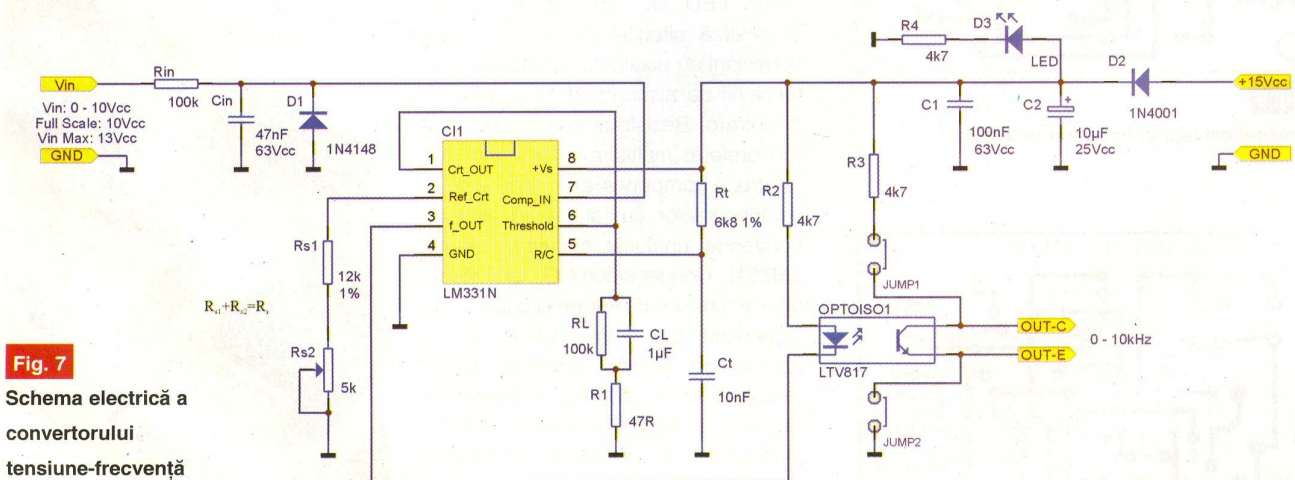 Vin
Vin: 0 - 10Vcc
Full Scale: 10Vcc
Vin Max: 13Vcc
GND
Rin
100k
Cin
47nF
63Vcc
D1
1N4148
CI1
1
Crt_OUT
2
Ref_Crt
3
f_OUT
4
GND
8
+Vs
7
Comp_IN
6
Threshold
5
R/C
LM331N
Rs1
12k
1%
Rs1+Rs2=Rs
Rs2
5k
RL
100k
CL
1µF
R1
47R
Rt
6k8 1%
Ct
10nF
R2
4k7
R3
4k7
JUMP1
OPTOISO1
LTV817
JUMP2
OUT-C
OUT-E
0 - 10kHz
R4
4k7
D3
LED
C1
100nF
63Vcc
C2
+
10µF
25Vcc
D2
1N4001
+15Vcc
GND
Fig. 7
Schema electrică a
convertorului
tensiune-frecvență